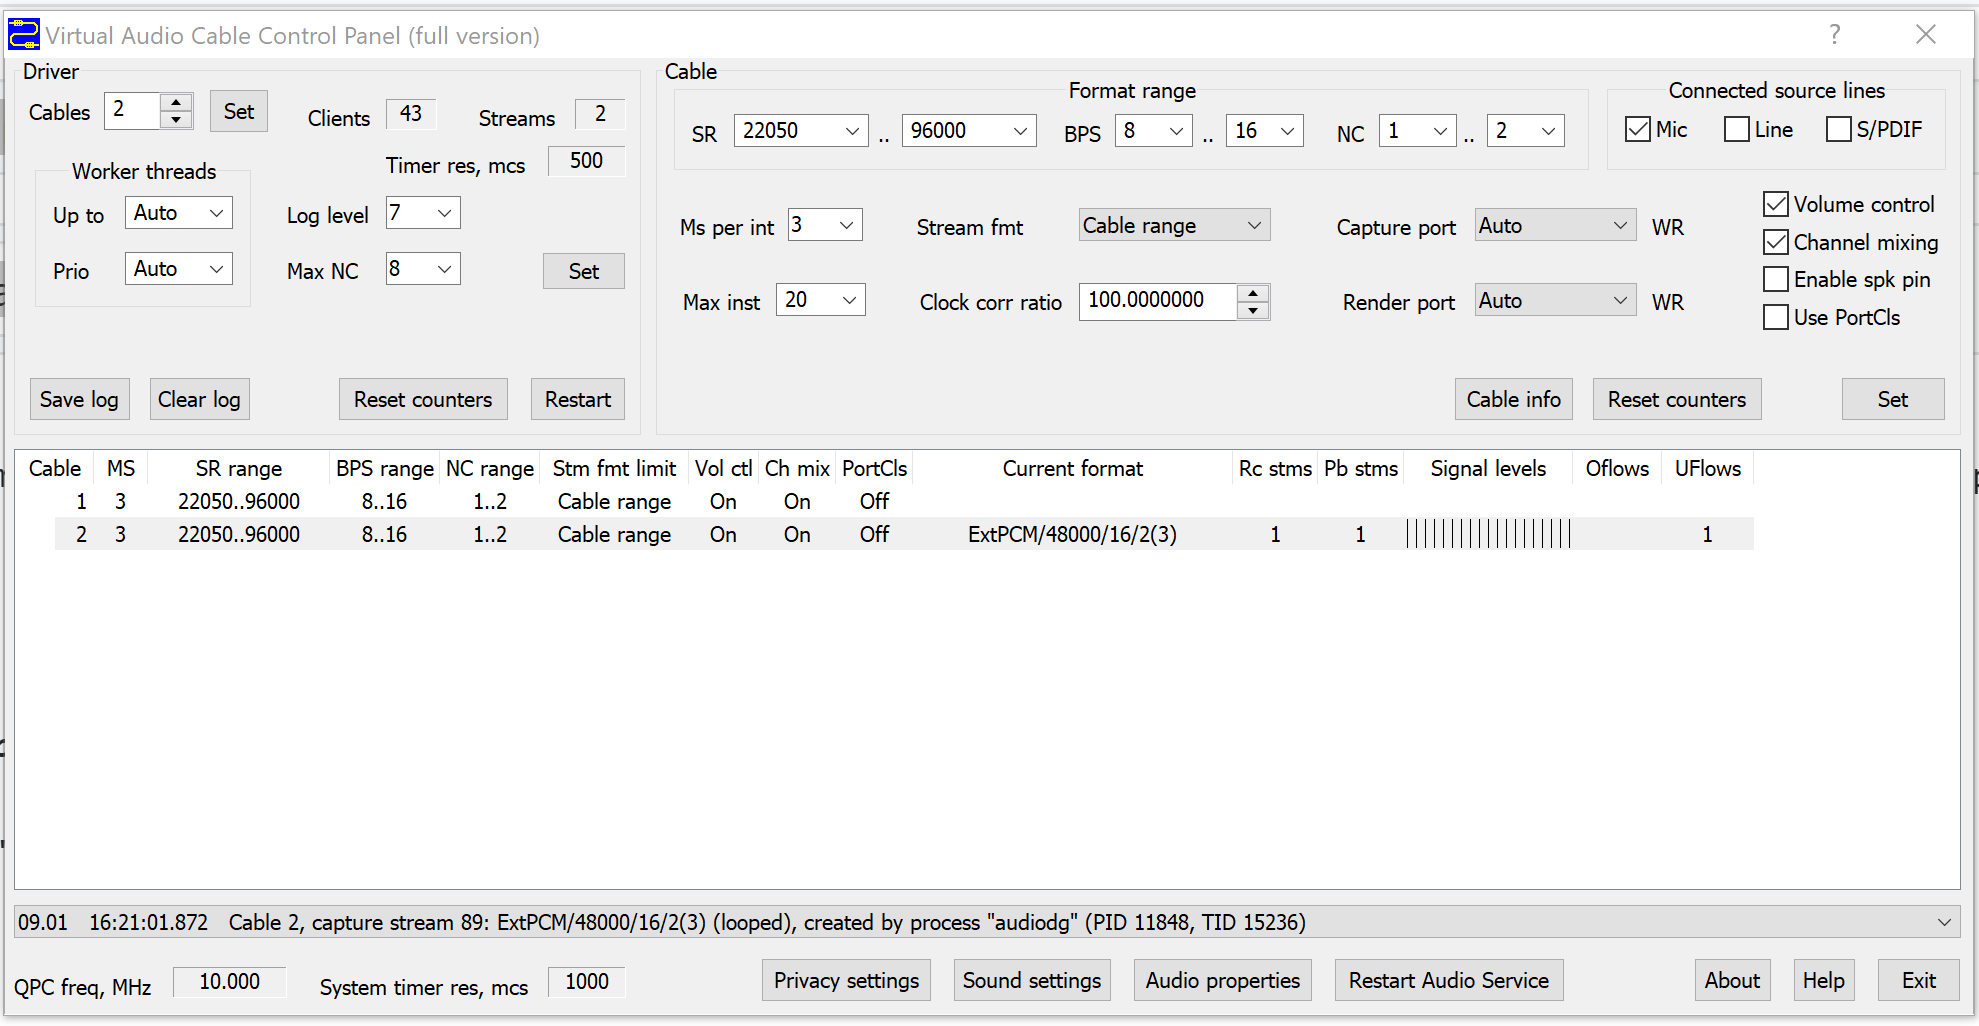 Virtual Audio Cable Control Panel (full version)
Driver
Cables 2 Set Clients 43 Streams 2
Timer res, mcs 500
Worker threads
Up to Auto Log level 7
Prio Auto Max NC 8 Set
Save log Clear log Reset counters Restart
Cable
Format range
SR 22050 .. 96000 BPS 8 .. 16 NC 1 .. 2
Connected source lines
Mic Line S/PDIF
Ms per int 3 Stream fmt Cable range Capture port Auto WR
Max inst 20 Clock corr ratio 100.0000000 Render port Auto WR
Volume control
Channel mixing
Enable spk pin
Use PortCls
Cable info Reset counters Set
Cable MS SR range BPS range NC range Stm fmt limit Vol ctl Ch mix PortCls Current format Rc stms Pb stms Signal levels Oflows UFlows
1 3 22050..96000 8..16 1..2 Cable range On On Off
2 3 22050..96000 8..16 1..2 Cable range On On Off ExtPCM/48000/16/2(3) 1 1 1
09.01 16:21:01.872 Cable 2, capture stream 89: ExtPCM/48000/16/2(3) (looped), created by process "audiodg" (PID 11848, TID 15236)
QPC freq, MHz 10.000 System timer res, mcs 1000 Privacy settings Sound settings Audio properties Restart Audio Service About Help Exit